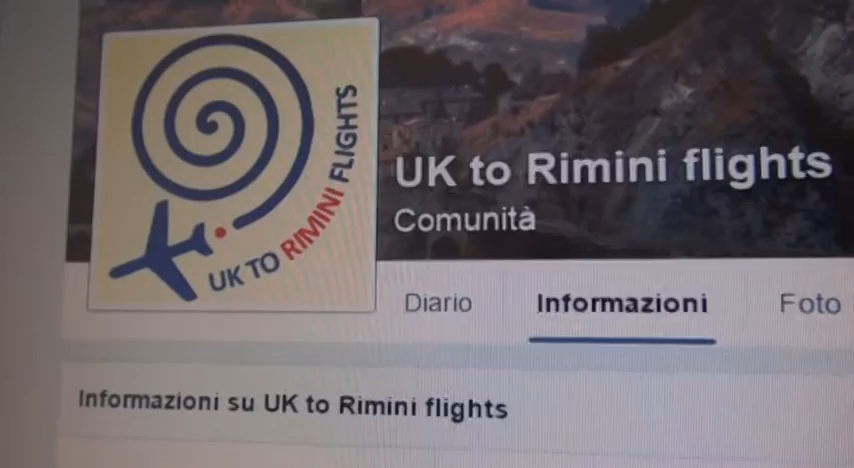 UK TO RIMINI FLIGHTS
UK to Rimini flights
Comunità
Diario Informazioni Foto
Informazioni su UK to Rimini flights